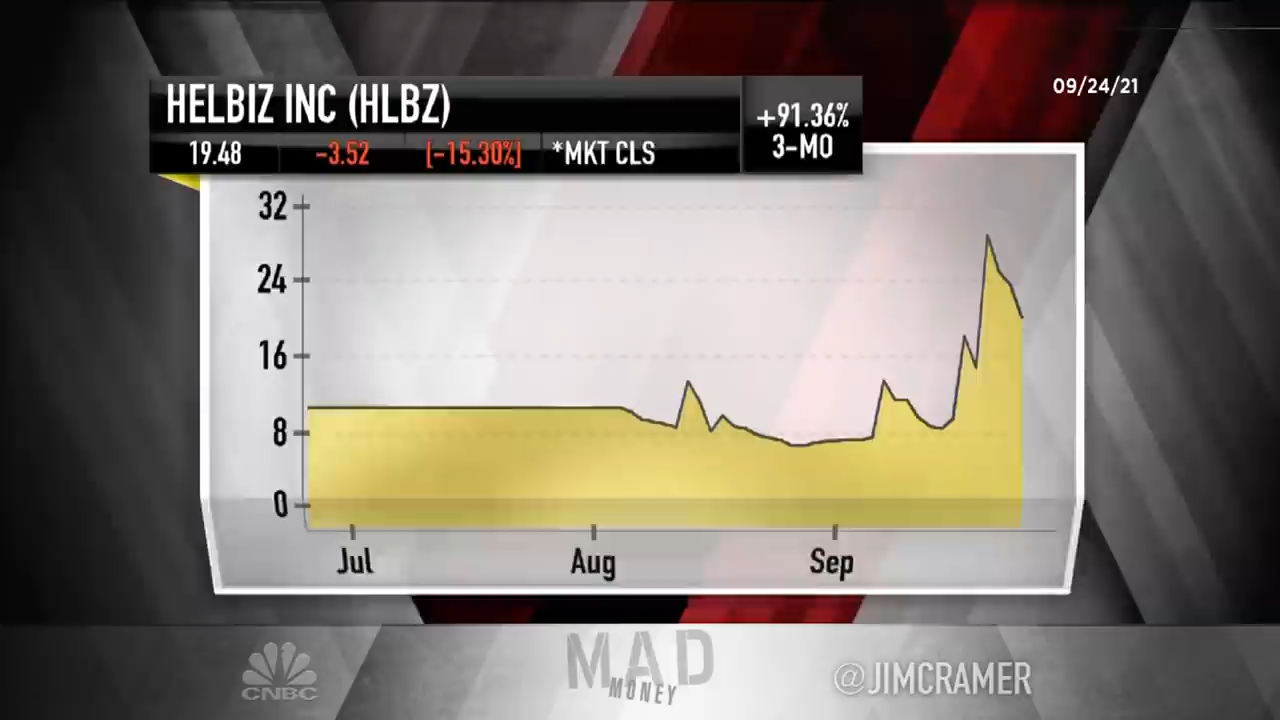 HELBIZ INC (HLBZ)
19.48 -3.52 [-15.30%] *MKT CLS
+91.36%
3-MO
09/24/21
32
24
16
8
0
Jul Aug Sep
CNBC
MAD
MONEY
@JIMCRAMER